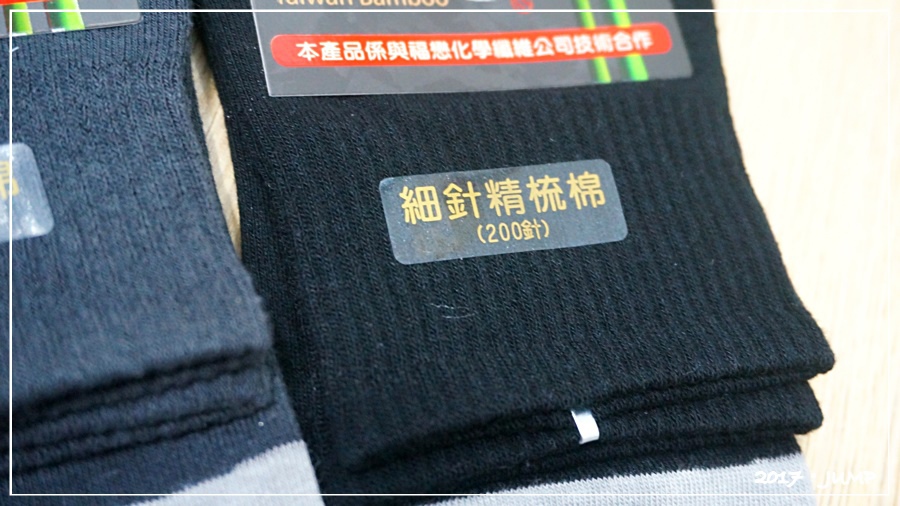 Taiwan Bamboo
本產品係與福懋化學纖維公司技術合作
細針精梳棉
(200針)
棉
2017